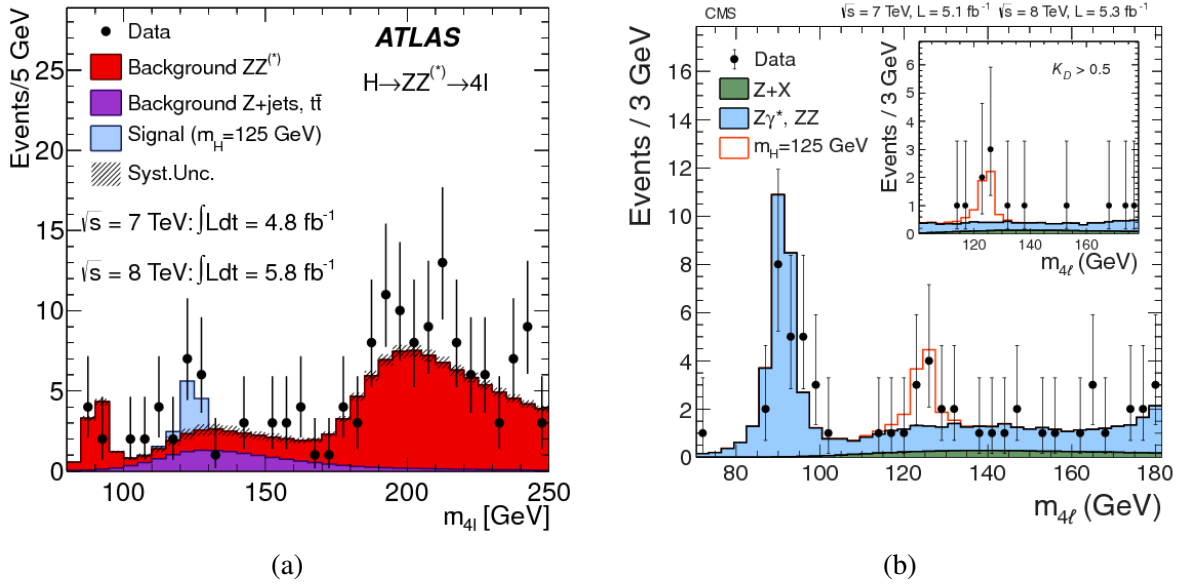 Events/5 GeV
25
20
15
10
5
0
Data
Background ZZ(*)
Background Z+jets, tt̄
Signal (mH=125 GeV)
Syst.Unc.
ATLAS
H→ZZ(*)→4l
√s = 7 TeV: ∫Ldt = 4.8 fb-1
√s = 8 TeV: ∫Ldt = 5.8 fb-1
100 150 200 250
m4l [GeV]
(a)
CMS √s = 7 TeV, L = 5.1 fb-1 √s = 8 TeV, L = 5.3 fb-1
Events / 3 GeV
16
14
12
10
8
6
4
2
0
Data
Z+X
Zγ*, ZZ
mH=125 GeV
Events / 3 GeV
6
5
4
3
2
1
0
KD > 0.5
120 140 160
m4ℓ (GeV)
80 100 120 140 160 180
m4ℓ (GeV)
(b)